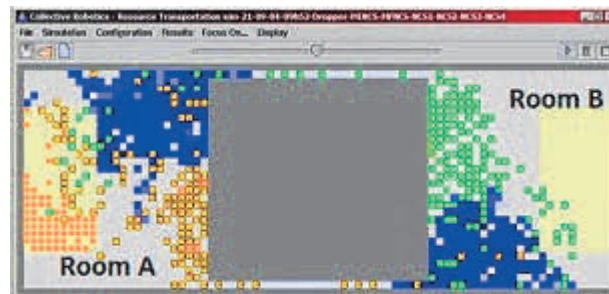 Collective Robotics - Resource Transportation
File Simulation Configuration Results Focus On... Display
Room B
Room A